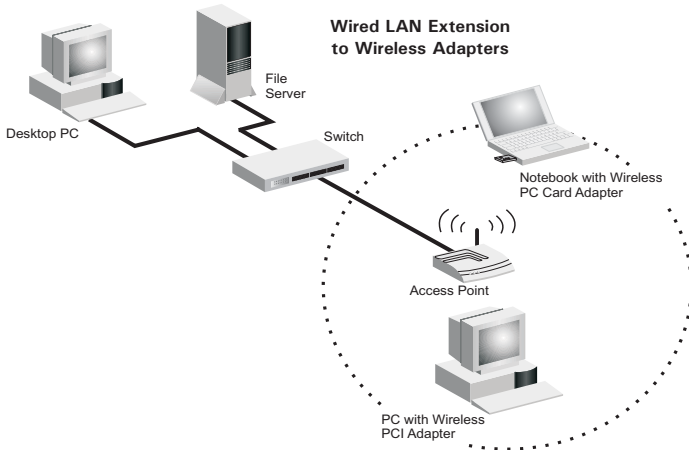 Wired LAN Extension
to Wireless Adapters
File
Server
Desktop PC
Switch
Notebook with Wireless
PC Card Adapter
Access Point
PC with Wireless
PCI Adapter